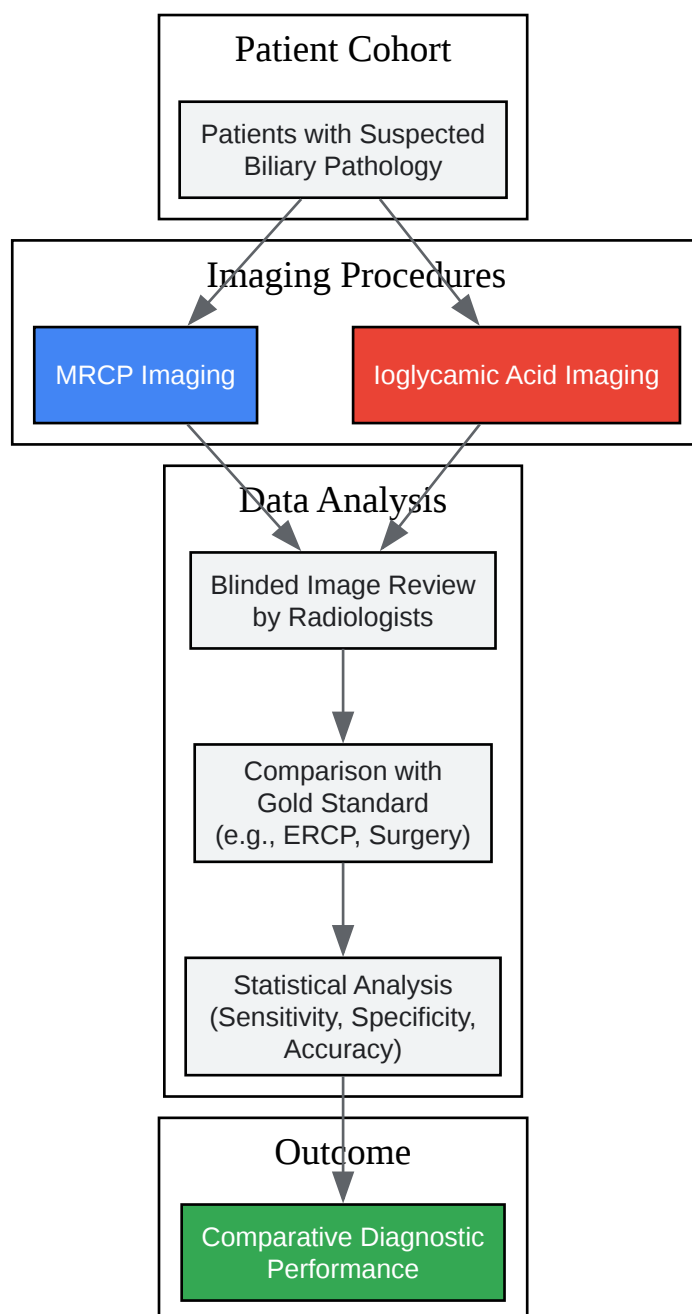 Patient Cohort
Patients with Suspected
Biliary Pathology
Imaging Procedures
MRCP Imaging
Ioglycamic Acid Imaging
Data Analysis
Blinded Image Review
by Radiologists
Comparison with
Gold Standard
(e.g., ERCP, Surgery)
Statistical Analysis
(Sensitivity, Specificity,
Accuracy)
Outcome
Comparative Diagnostic
Performance